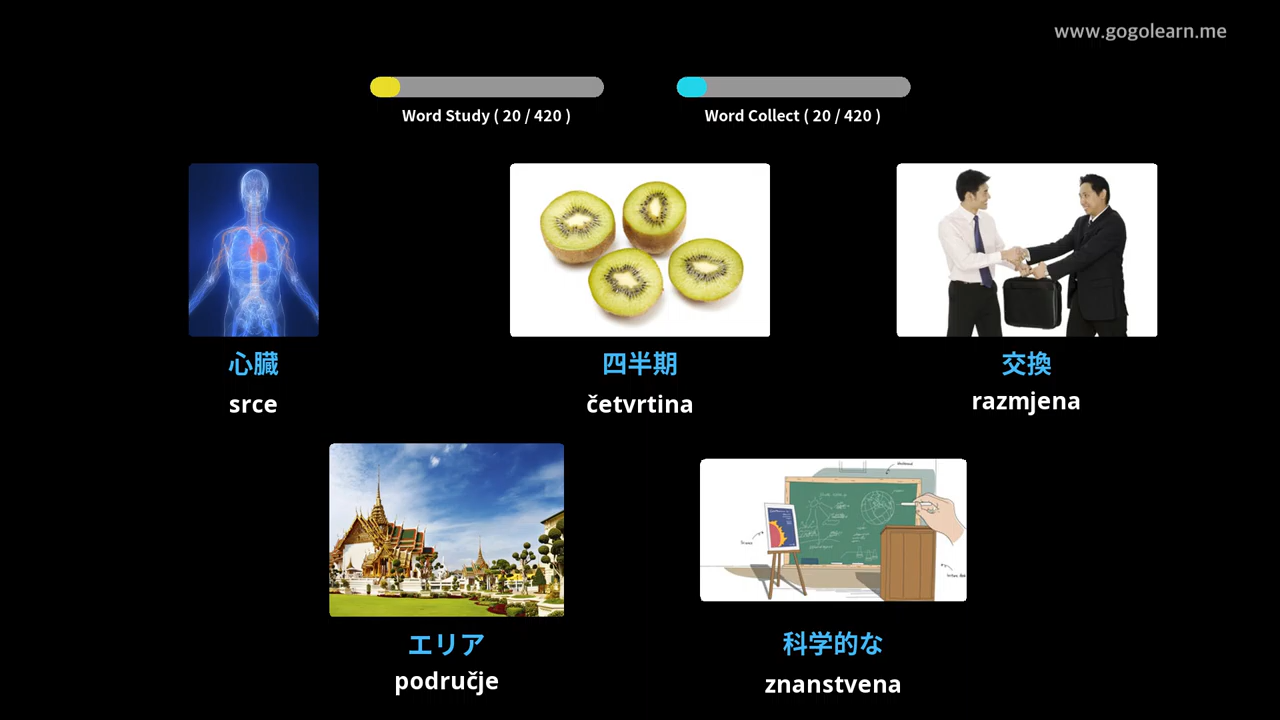 www.gogolearn.me
Word Study ( 20 / 420 )
Word Collect ( 20 / 420 )
心臓
四半期
交換
srce
četvrtina
razmjena
エリア
科学的な
područje
znanstvena